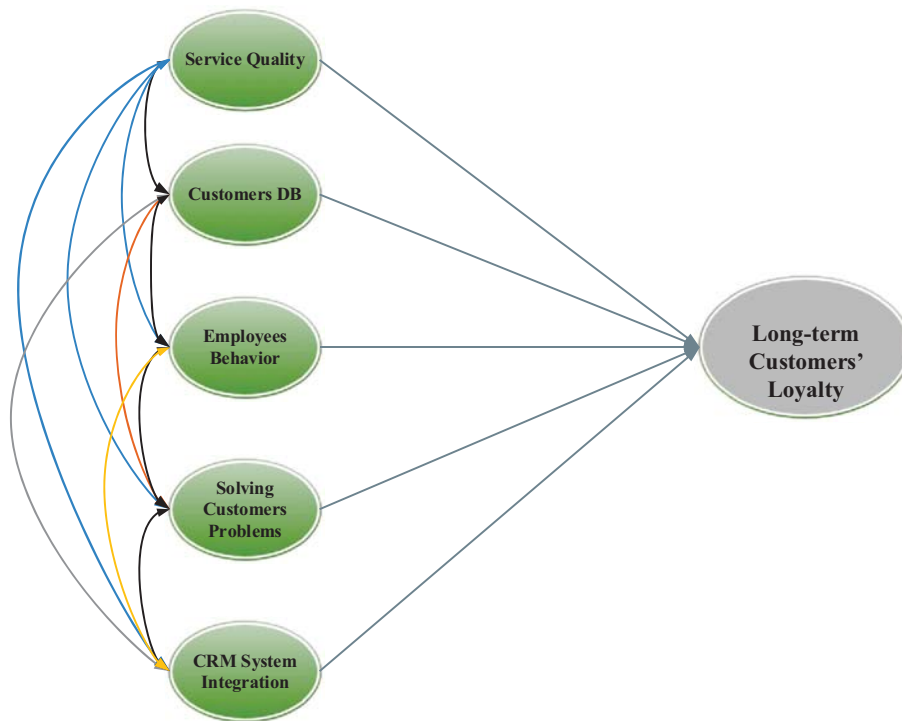 Service Quality
Customers DB
Employees
Behavior
Solving
Customers
Problems
CRM System
Integration
Long-term
Customers’
Loyalty